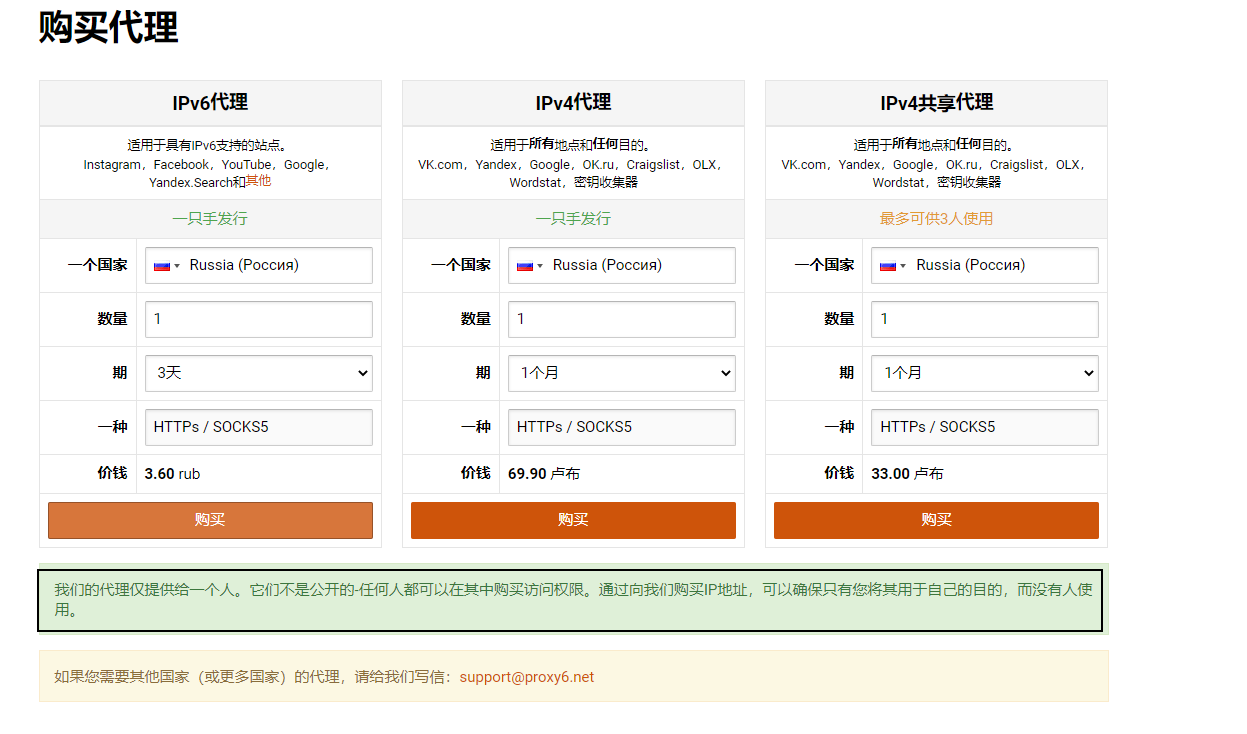 购买代理
IPv6代理
适用于具有IPv6支持的站点。
Instagram，Facebook，YouTube，Google，
Yandex.Search和其他
一只手发行
一个国家
Russia (Россия)
数量
1
期
3天
一种
HTTPs / SOCKS5
价钱
3.60 rub
购买
IPv4代理
适用于所有地点和任何目的。
VK.com，Yandex，Google，OK.ru，Craigslist，OLX，
Wordstat，密钥收集器
一只手发行
一个国家
Russia (Россия)
数量
1
期
1个月
一种
HTTPs / SOCKS5
价钱
69.90 卢布
购买
IPv4共享代理
适用于所有地点和任何目的。
VK.com，Yandex，Google，OK.ru，Craigslist，OLX，
Wordstat，密钥收集器
最多可供3人使用
一个国家
Russia (Россия)
数量
1
期
1个月
一种
HTTPs / SOCKS5
价钱
33.00 卢布
购买
我们的代理仅提供给一个人。它们不是公开的-任何人都可以在其中购买访问权限。通过向我们购买IP地址，可以确保只有您将其用于自己的目的，而没有人使
用。
如果您需要其他国家（或更多国家）的代理，请给我们写信：support@proxy6.net